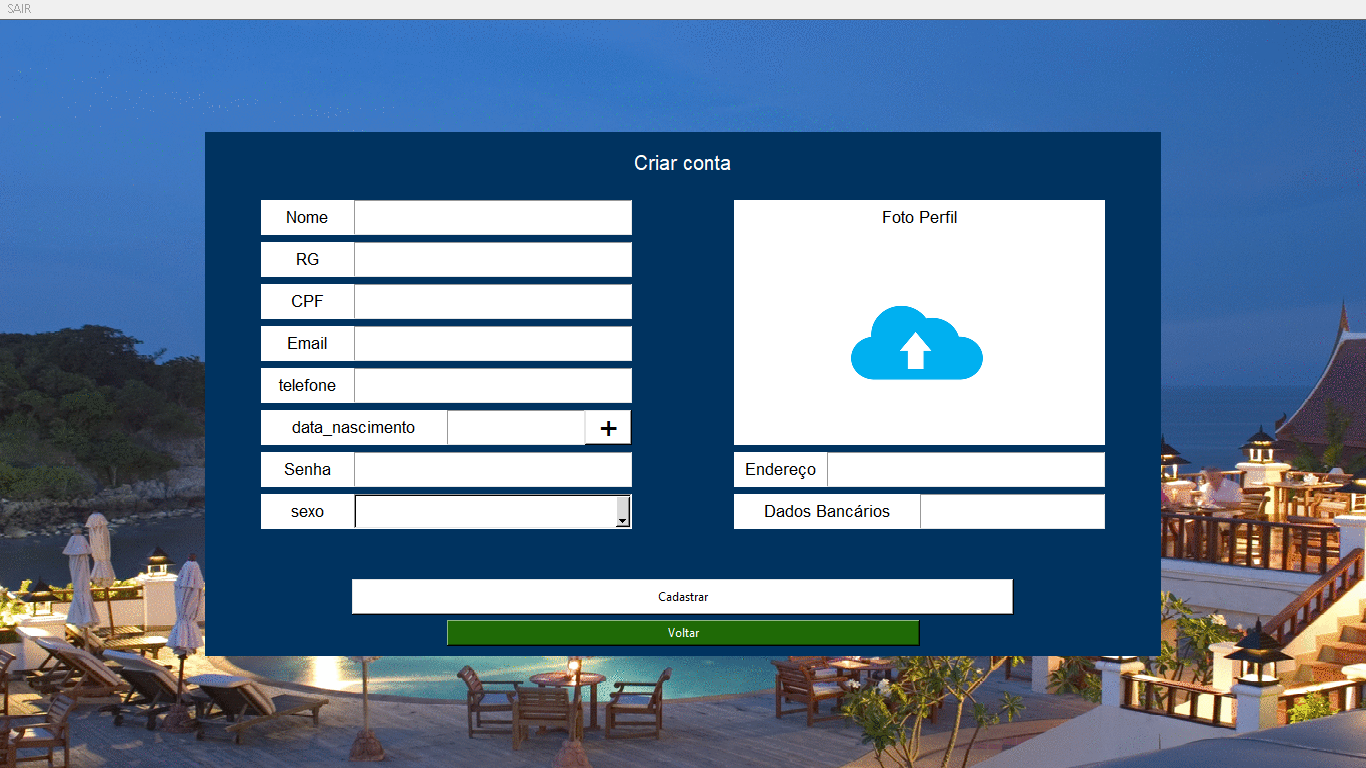 SAIR
Criar conta
Nome
RG
CPF
Email
telefone
data_nascimento
+
Senha
sexo
Foto Perfil
Endereço
Dados Bancários
Cadastrar
Voltar